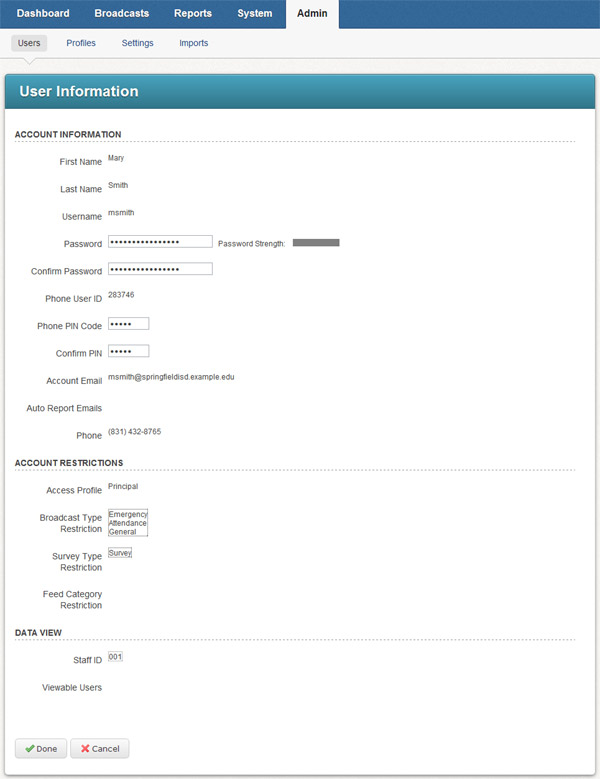 Dashboard Broadcasts Reports System Admin
Users Profiles Settings Imports
User Information
ACCOUNT INFORMATION
First Name Mary
Last Name Smith
Username msmith
Password •••••••••••••••• Password Strength:
Confirm Password ••••••••••••••••
Phone User ID 283746
Phone PIN Code •••••
Confirm PIN •••••
Account Email msmith@springfieldisd.example.edu
Auto Report Emails
Phone (831) 432-8765
ACCOUNT RESTRICTIONS
Access Profile Principal
Broadcast Type Restriction
Emergency
Attendance
General
Survey Type Restriction
Survey
Feed Category
Restriction
DATA VIEW
Staff ID 001
Viewable Users
Done Cancel